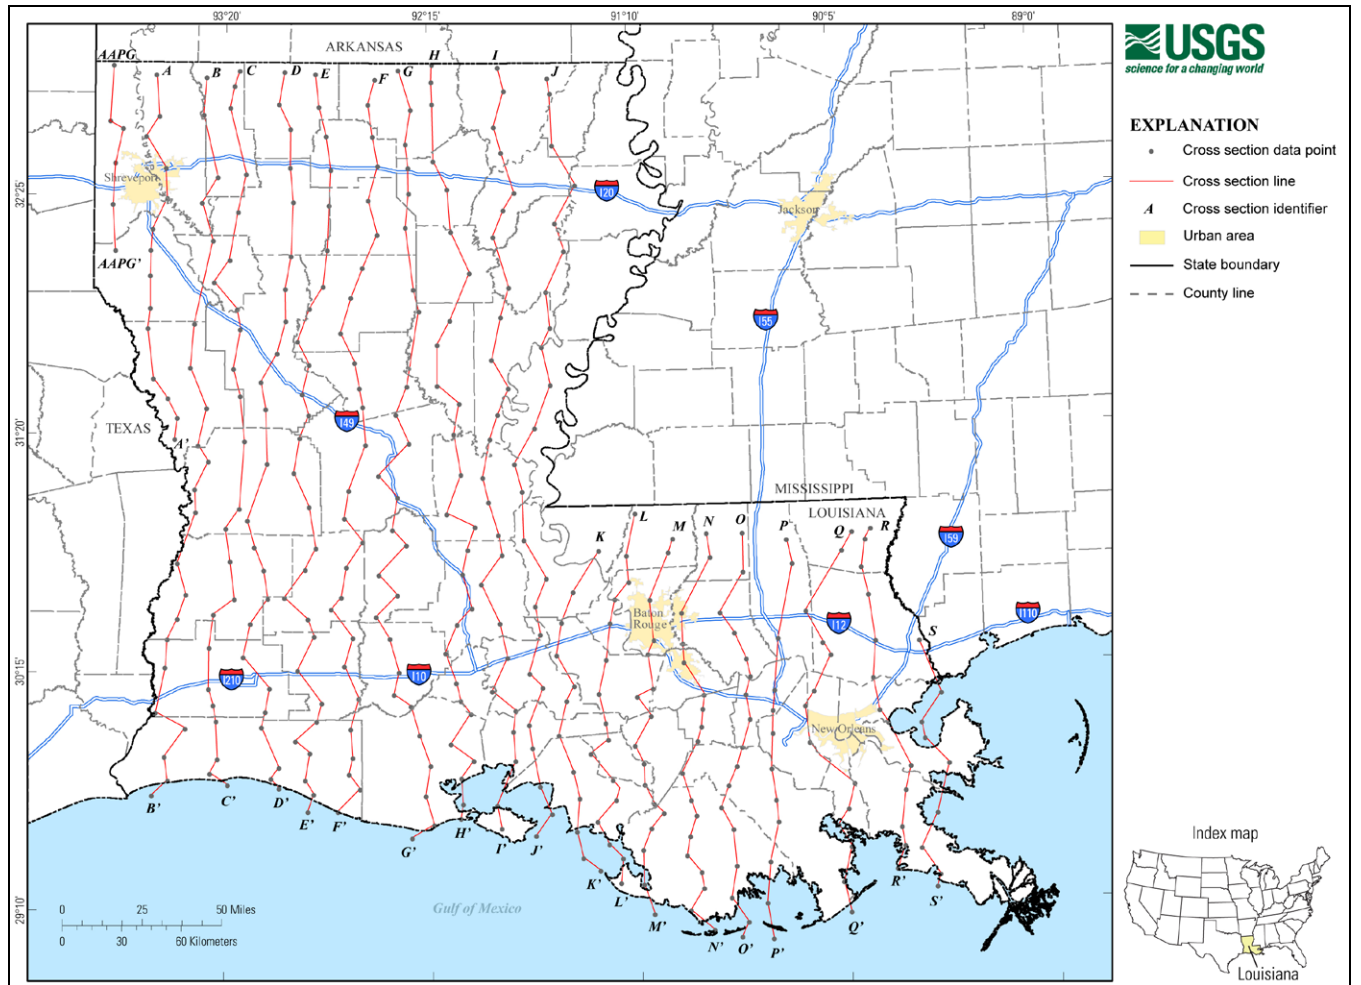 93°20' 92°15' 91°10' 90°5' 89°0'
USGS
science for a changing world
ARKANSAS
AAPG A B C D E F G H I J
EXPLANATION
Cross section data point
Cross section line
A Cross section identifier
Urban area
State boundary
County line
Shreveport
I20
Jackson
32°25'
AAPG'
I55
TEXAS
I49
A'
31°20'
MISSISSIPPI
LOUISIANA
K L M N O P Q R
I59
Baton
Rouge
I12
I110
S
30°15'
I210
I10
New Orleans
B' C' D' E' F' G' H' I' J' K' L' M' N' O' P' Q' R' S'
Gulf of Mexico
29°10'
0 25 50 Miles
0 30 60 Kilometers
Index map
Louisiana